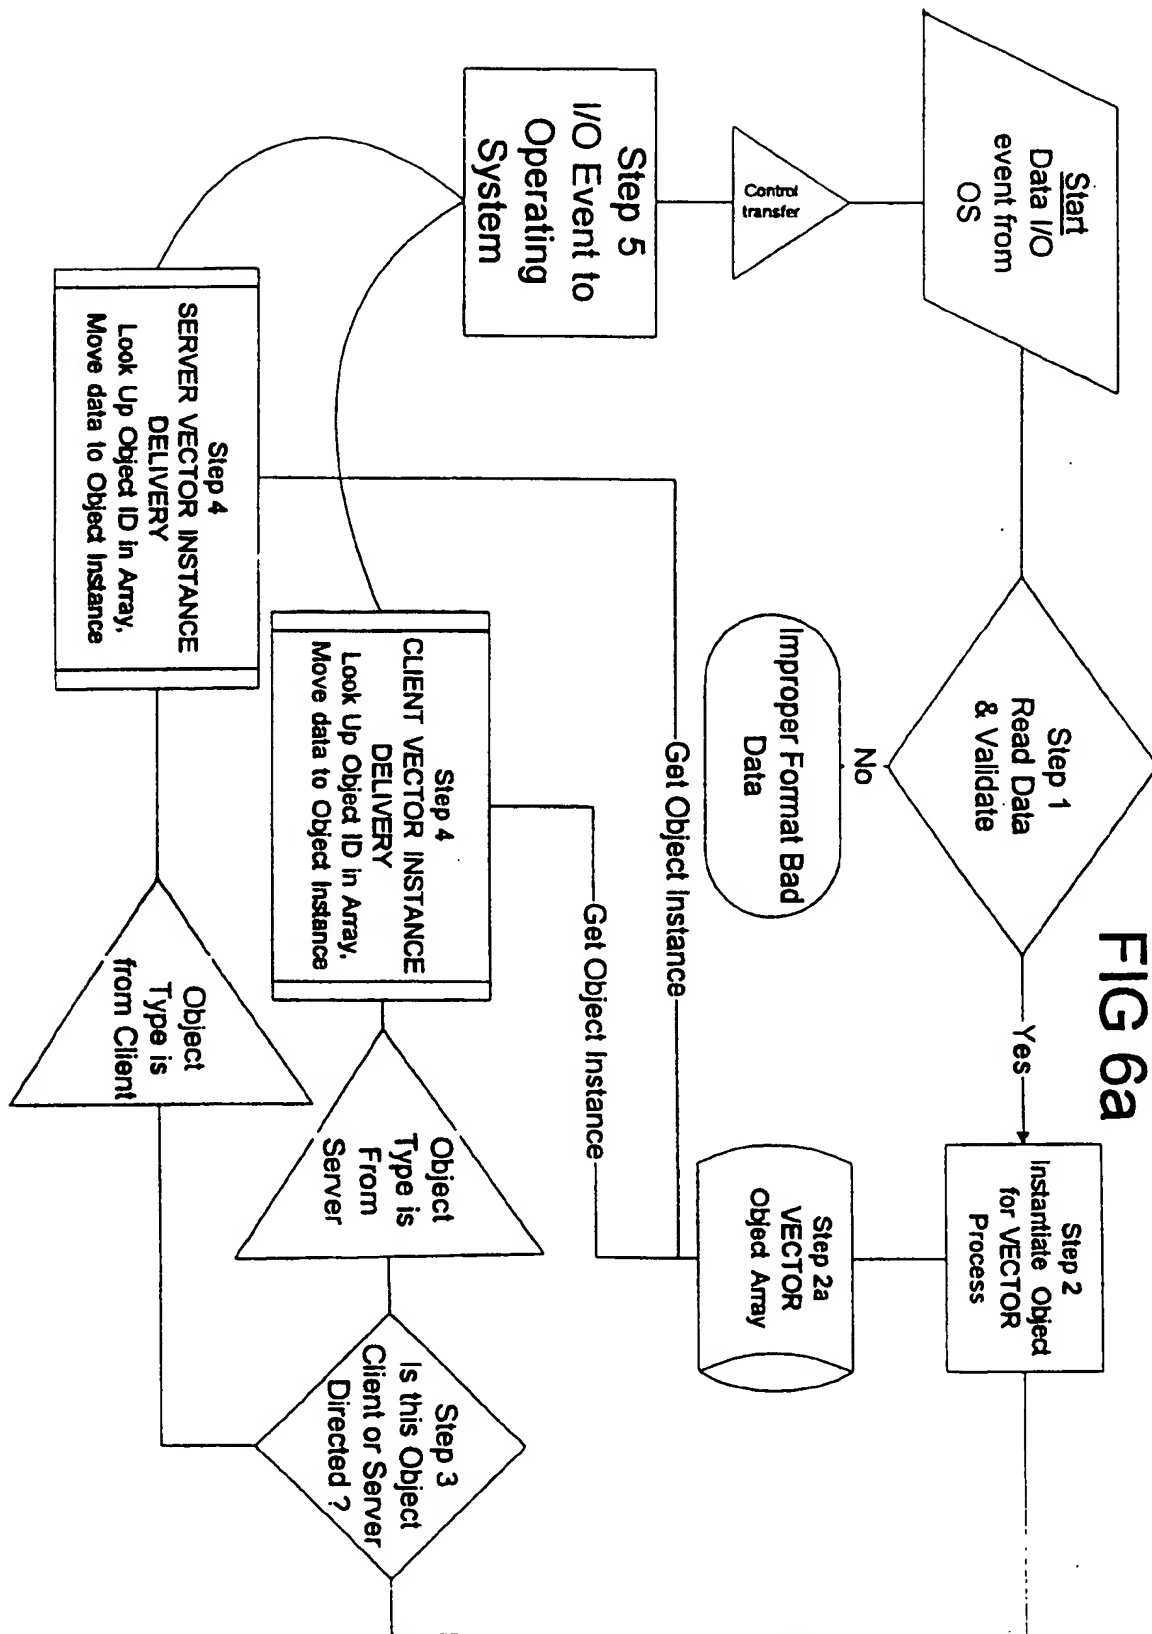 FIG 6a
Start
Data I/O
event from
OS
Step 1
Read Data
& Validate
Yes
Step 2
Instantiate Object
for VECTOR
Process
No
Improper Format Bad
Data
Control
transfer
Step 2a
VECTOR
Object Array
Get Object Instance
Get Object Instance
Step 5
I/O Event to
Operating
System
Step 4
CLIENT VECTOR INSTANCE
DELIVERY
Look Up Object ID in Array,
Move data to Object Instance
Object
Type is
From
Server
Step 3
Is this Object
Client or Server
Directed ?
Step 4
SERVER VECTOR INSTANCE
DELIVERY
Look Up Object ID in Array,
Move data to Object Instance
Object
Type is
from Client